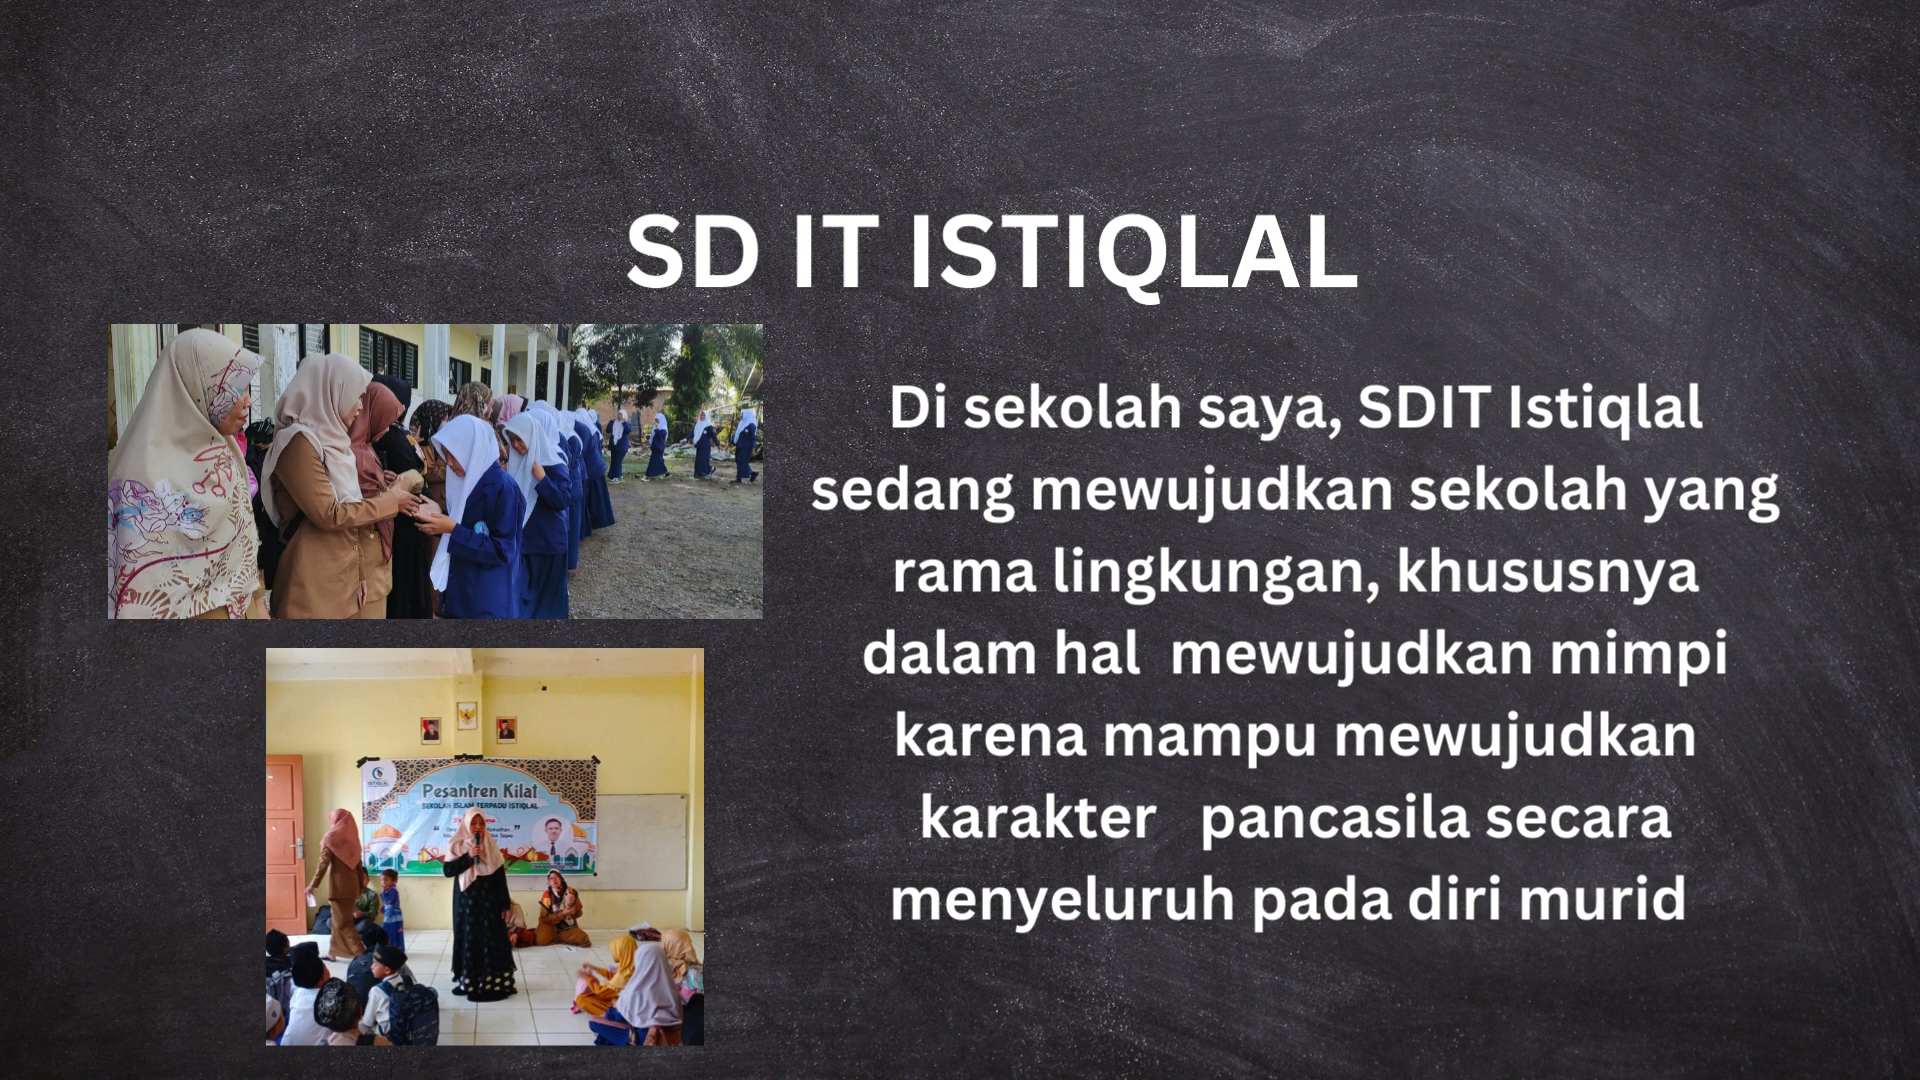 SD IT ISTIQLAL
Di sekolah saya, SDIT Istiqlal
sedang mewujudkan sekolah yang
rama lingkungan, khususnya
dalam hal  mewujudkan mimpi
karena mampu mewujudkan
karakter   pancasila secara
menyeluruh pada diri murid
ISTIQLAL
Pesantren Kilat
SEKOLAH ISLAM TERPADU ISTIQLAL